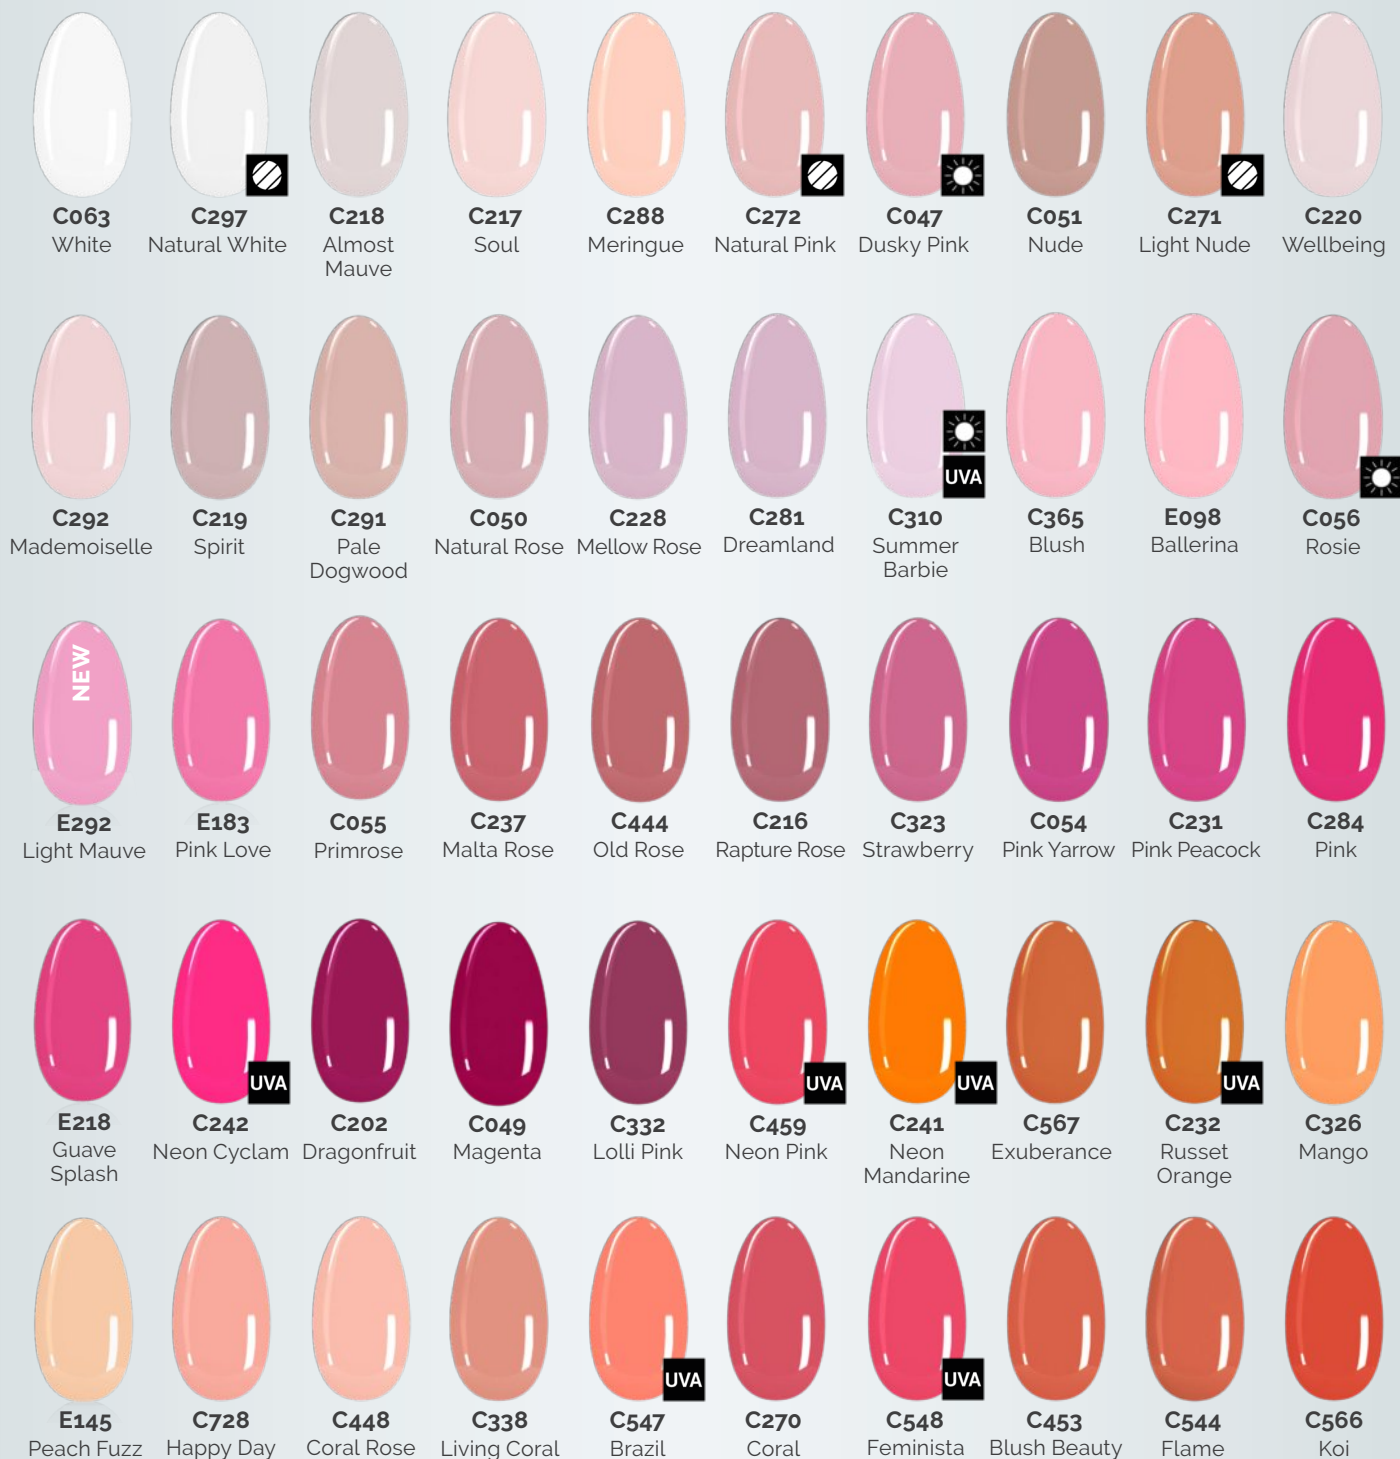 C063 C297 C218 C217 C288 C272 C047 C051 C271 C220
White Natural White Almost Soul Meringue Natural Pink Dusky Pink Nude Light Nude Wellbeing
Mauve
UVA
C292 C219 C291 C050 C228 C281 C310 C365 E098 C056
Mademoiselle Spirit Pale Natural Rose Mellow Rose Dreamland Summer Blush Ballerina Rosie
Dogwood Barbie
NEW
E292 E183 C055 C237 C444 C216 C323 C054 C231 C284
Light Mauve Pink Love Primrose Malta Rose Old Rose Rapture Rose Strawberry Pink Yarrow Pink Peacock Pink
UVA UVA UVA UVA
E218 C242 C202 C049 C332 C459 C241 C567 C232 C326
Guave Neon Cyclam Dragonfruit Magenta Lolli Pink Neon Pink Neon Exuberance Russet Mango
Splash Mandarine Orange
UVA UVA
E145 C728 C448 C338 C547 C270 C548 C453 C544 C566
Peach Fuzz Happy Day Coral Rose Living Coral Brazil Coral Feminista Blush Beauty Flame Koi